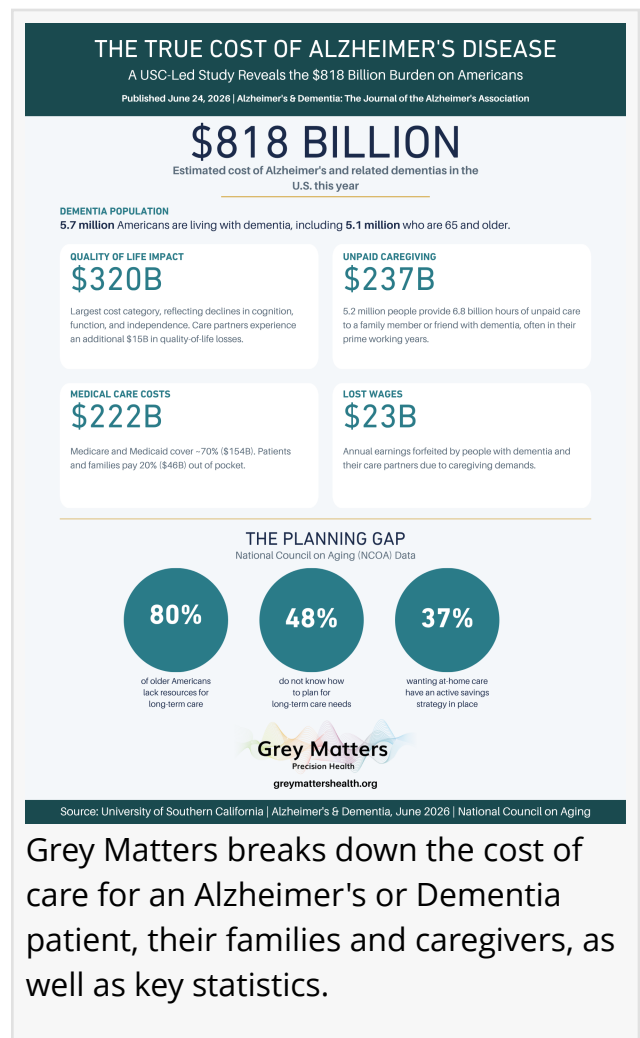 THE TRUE COST OF ALZHEIMER'S DISEASE
A USC-Led Study Reveals the $818 Billion Burden on Americans
Published June 24, 2026 | Alzheimer's & Dementia: The Journal of the Alzheimer's Association
$818 BILLION
Estimated cost of Alzheimer's and related dementias in the
U.S. this year
DEMENTIA POPULATION
5.7 million Americans are living with dementia, including 5.1 million who are 65 and older.
QUALITY OF LIFE IMPACT
$320B
Largest cost category, reflecting declines in cognition,
function, and independence. Care partners experience
an additional $15B in quality-of-life losses.
UNPAID CAREGIVING
$237B
5.2 million people provide 6.8 billion hours of unpaid care
to a family member or friend with dementia, often in their
prime working years.
MEDICAL CARE COSTS
$222B
Medicare and Medicaid cover ~70% ($154B). Patients
and families pay 20% ($46B) out of pocket.
LOST WAGES
$23B
Annual earnings forfeited by people with dementia and
their care partners due to caregiving demands.
THE PLANNING GAP
National Council on Aging (NCOA) Data
80%
of older Americans
lack resources for
long-term care
48%
do not know how
to plan for
long-term care needs
37%
wanting at-home care
have an active savings
strategy in place
Grey Matters
Precision Health
greymattershealth.org
Source: University of Southern California | Alzheimer's & Dementia, June 2026 | National Council on Aging
Grey Matters breaks down the cost of
care for an Alzheimer's or Dementia
patient, their families and caregivers, as
well as key statistics.